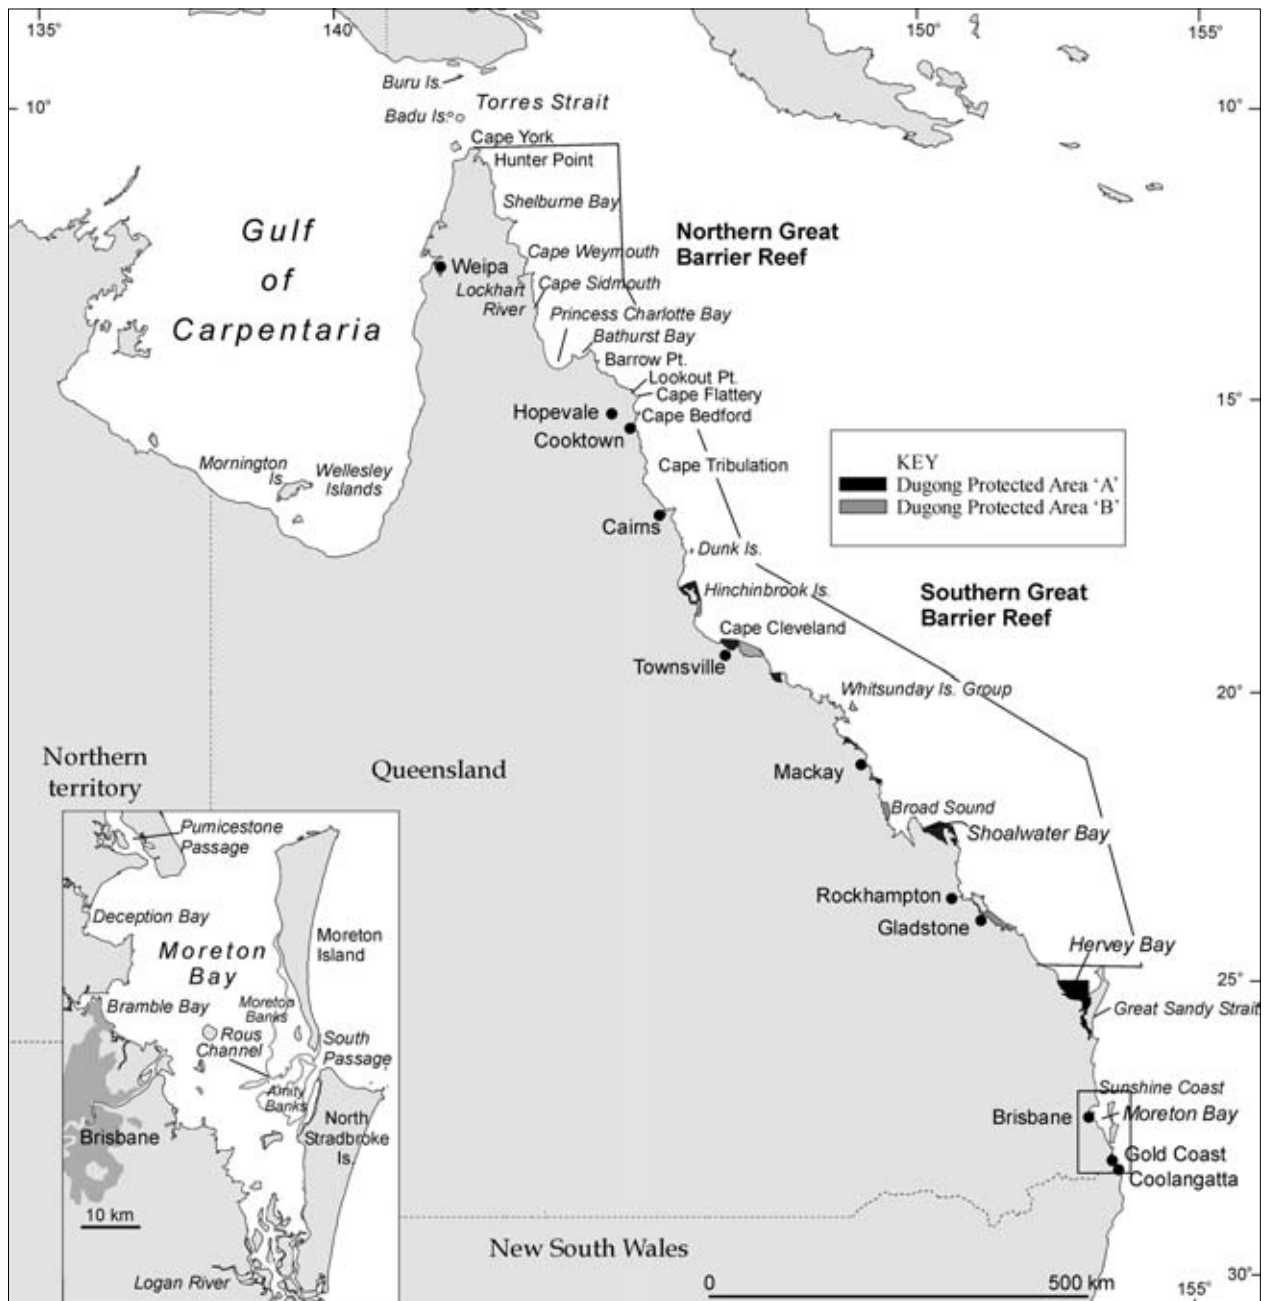 135°
140°
150°
155°
Buru Is.
Torres Strait
10°
10°
Badu Is.
Cape York
Hunter Point
Shelburne Bay
Gulf
of
Carpentaria
Northern Great
Barrier Reef
Cape Weymouth
Weipa
Lockhart
River
Cape Sidmouth
Princess Charlotte Bay
Bathurst Bay
Barrow Pt.
Lookout Pt.
Cape Flattery
15°
Hopevale
Cape Bedford
Cooktown
KEY
Dugong Protected Area ‘A’
Dugong Protected Area ‘B’
Mornington
Is.
Wellesley
Islands
Cape Tribulation
Cairns
Dunk Is.
Hinchinbrook Is.
Southern Great
Barrier Reef
Cape Cleveland
Townsville
Whitsunday Is. Group
20°
Northern
territory
Queensland
Mackay
Broad Sound
Shoalwater Bay
Rockhampton
Gladstone
Hervey Bay
25°
Great Sandy Strait
Sunshine Coast
Brisbane
Moreton Bay
Gold Coast
Coolangatta
New South Wales
0
500 km
155°
30°
Pumicestone
Passage
Deception Bay
Moreton
Bay
Moreton
Island
Bramble Bay
Moreton
Banks
Rous
Channel
South
Passage
Amity
Banks
Brisbane
North
Stradbroke
Is.
10 km
Logan River